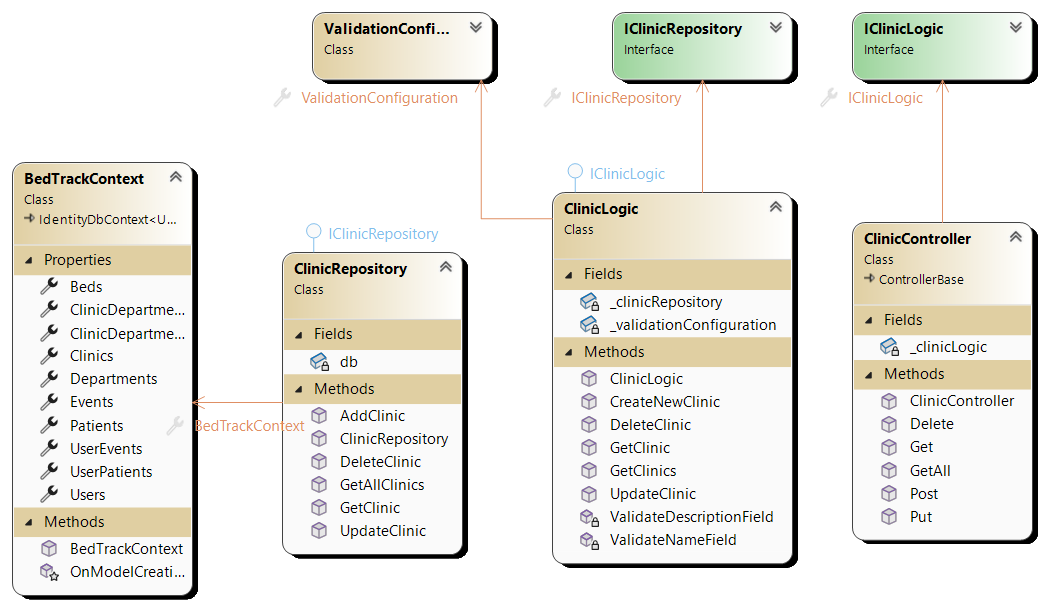 ValidationConfi...
Class
ValidationConfiguration
IClinicRepository
Interface
IClinicRepository
IClinicLogic
Interface
IClinicLogic
BedTrackContext
Class
IdentityDbContext<U...
Properties
Beds
ClinicDepartme...
ClinicDepartme...
Clinics
Departments
Events
Patients
UserEvents
UserPatients
Users
Methods
BedTrackContext
OnModelCreati...
BedTrackContext
IClinicRepository
ClinicRepository
Class
Fields
db
Methods
AddClinic
ClinicRepository
DeleteClinic
GetAllClinics
GetClinic
UpdateClinic
IClinicLogic
ClinicLogic
Class
Fields
_clinicRepository
_validationConfiguration
Methods
ClinicLogic
CreateNewClinic
DeleteClinic
GetClinic
GetClinics
UpdateClinic
ValidateDescriptionField
ValidateNameField
ClinicController
Class
ControllerBase
Fields
_clinicLogic
Methods
ClinicController
Delete
Get
GetAll
Post
Put